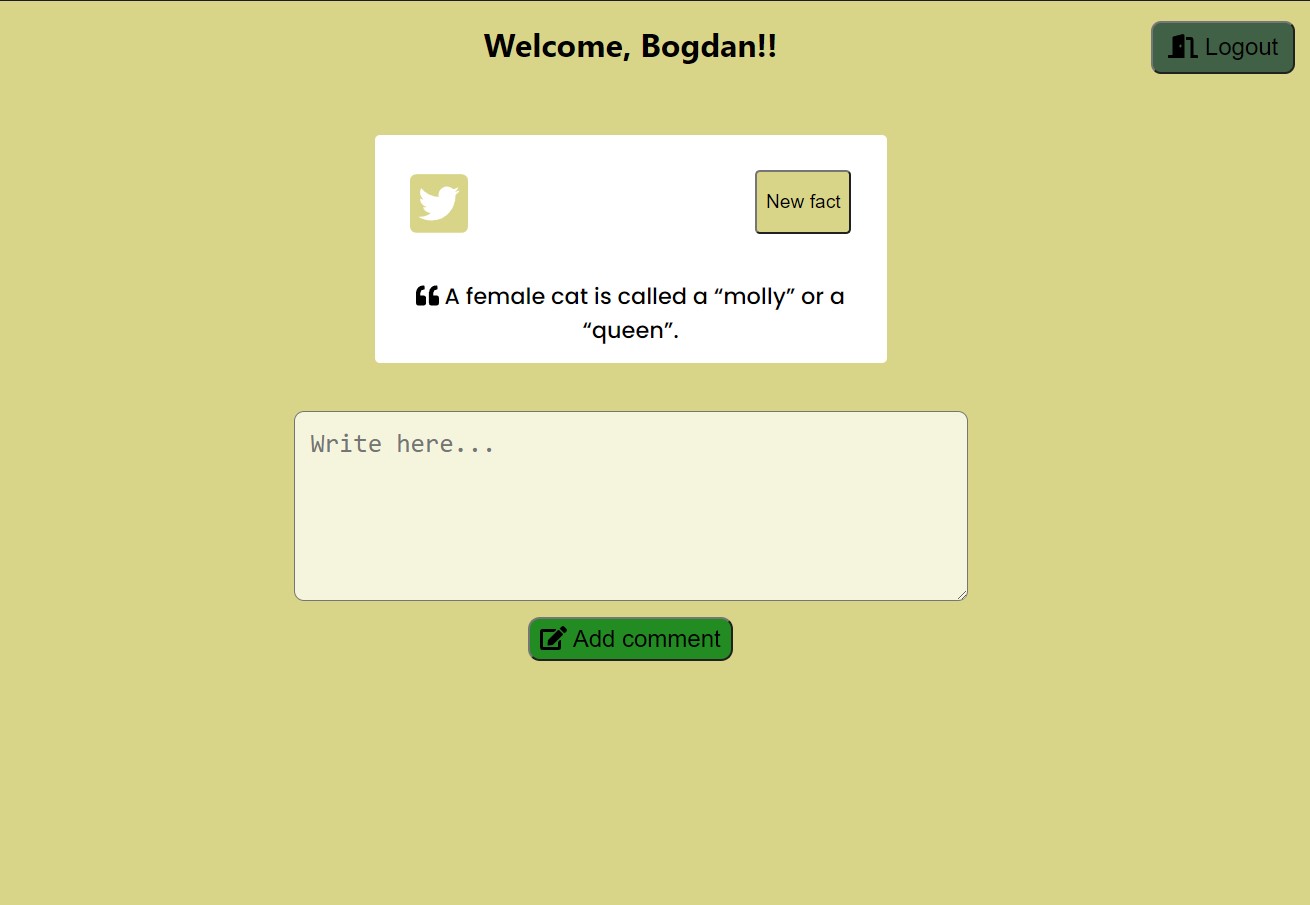 Welcome, Bogdan!!
Logout
New fact
A female cat is called a “molly” or a
“queen”.
Write here...
Add comment